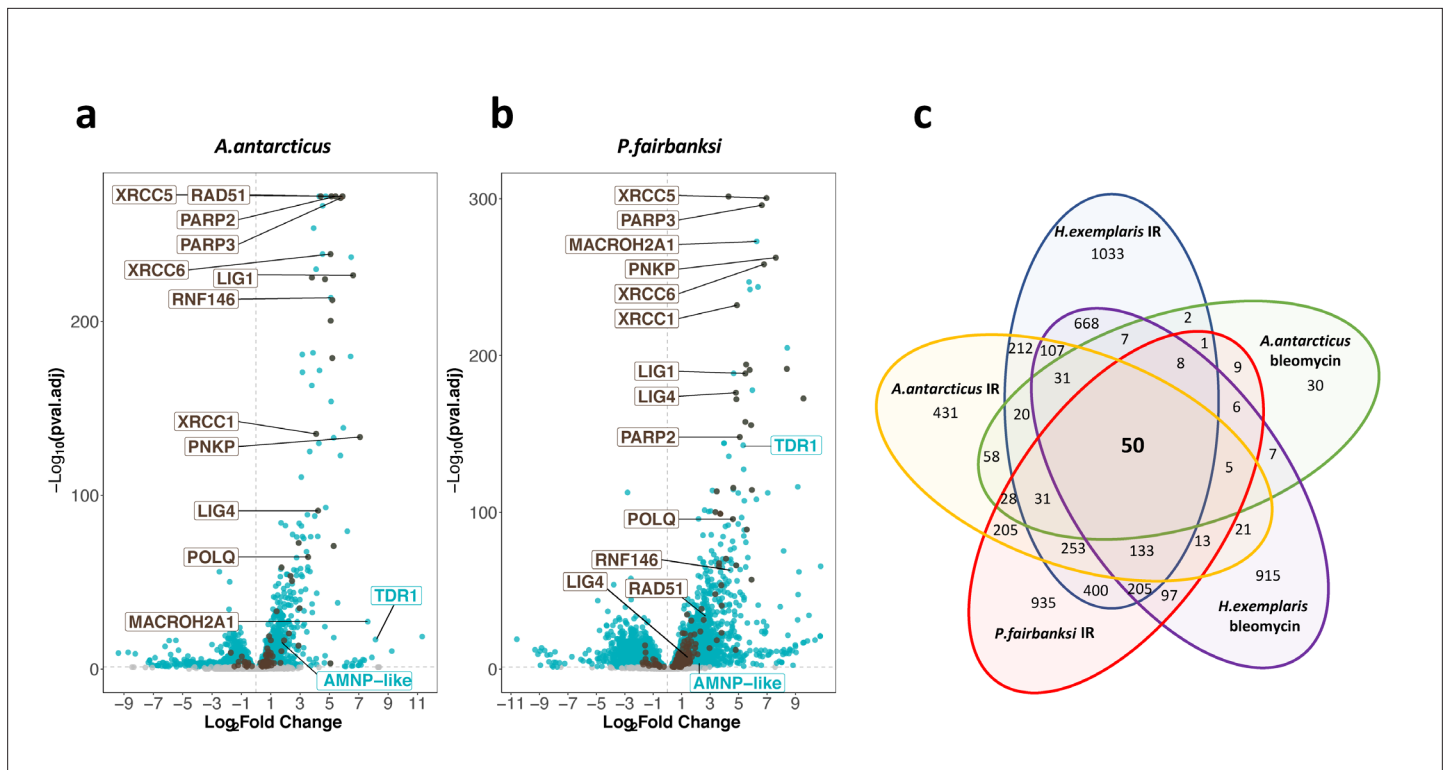 a
A.antarcticus
XRCC5
RAD51
PARP2
PARP3
XRCC6
LIG1
RNF146
XRCC1
PNKP
LIG4
POLQ
MACROH2A1
TDR1
AMNP-like
200
100
0
-Log10(pval.adj)
-9 -7 -5 -3 -1 1 3 5 7 9 11
Log2Fold Change
b
P.fairbanksi
XRCC5
PARP3
MACROH2A1
PNKP
XRCC6
XRCC1
LIG1
LIG4
PARP2
TDR1
POLQ
RNF146
LIG4
RAD51
AMNP-like
300
200
100
0
-Log10(pval.adj)
-11 -9 -7 -5 -3 -1 1 3 5 7 9
Log2Fold Change
c
H.exemplaris IR
1033
A.antarcticus
bleomycin
30
A.antarcticus IR
431
668
7
2
1
9
212
107
8
31
6
20
50
7
58
5
28
31
205
253
133
13
21
400
205
97
935
P.fairbanksi IR
915
H.exemplaris
bleomycin